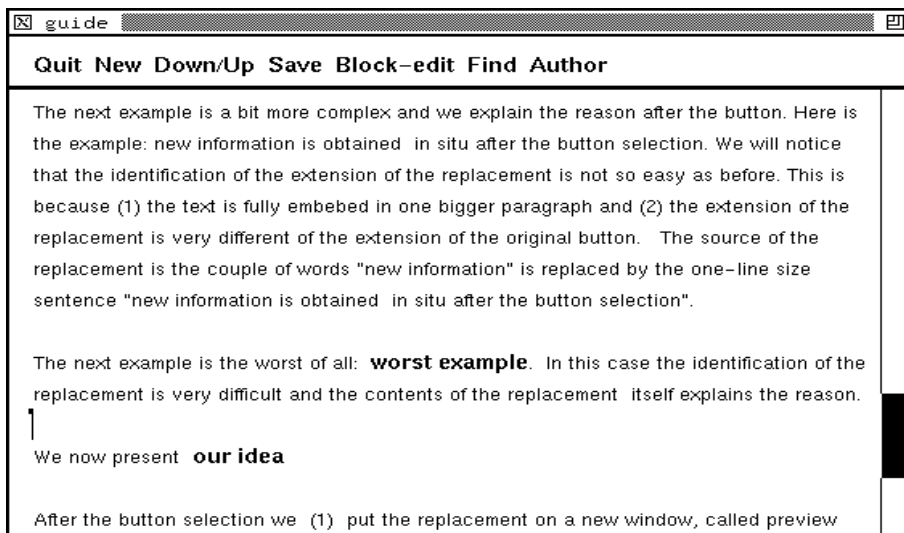 guide
Quit New Down/Up Save Block-edit Find Author
The next example is a bit more complex and we explain the reason after the button. Here is
the example: new information is obtained in situ after the button selection. We will notice
that the identification of the extension of the replacement is not so easy as before. This is
because (1) the text is fully embebed in one bigger paragraph and (2) the extension of the
replacement is very different of the extension of the original button. The source of the
replacement is the couple of words "new information" is replaced by the one-line size
sentence "new information is obtained in situ after the button selection".
The next example is the worst of all: worst example. In this case the identification of the
replacement is very difficult and the contents of the replacement itself explains the reason.
We now present our idea
After the button selection we (1) put the replacement on a new window, called preview